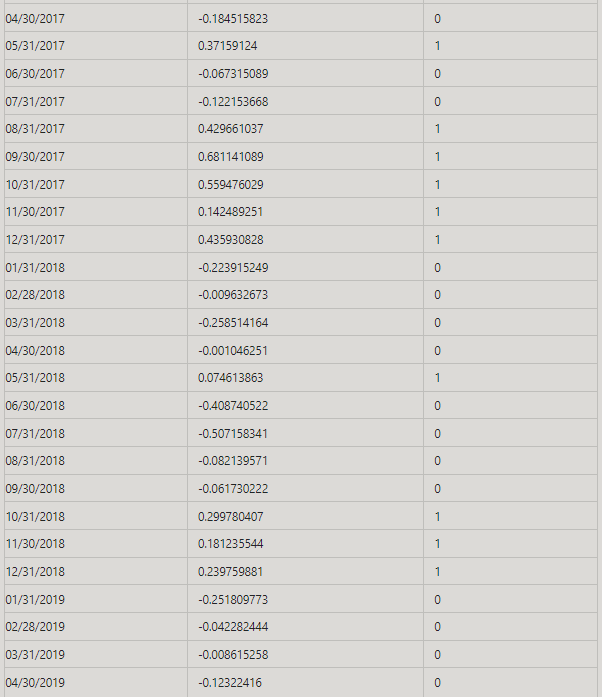 04/30/2017 -0.184515823 0
05/31/2017 0.37159124 1
06/30/2017 -0.067315089 0
07/31/2017 -0.122153668 0
08/31/2017 0.429661037 1
09/30/2017 0.681141089 1
10/31/2017 0.559476029 1
11/30/2017 0.142489251 1
12/31/2017 0.435930828 1
01/31/2018 -0.223915249 0
02/28/2018 -0.009632673 0
03/31/2018 -0.258514164 0
04/30/2018 -0.001046251 0
05/31/2018 0.074613863 1
06/30/2018 -0.408740522 0
07/31/2018 -0.507158341 0
08/31/2018 -0.082139571 0
09/30/2018 -0.061730222 0
10/31/2018 0.299780407 1
11/30/2018 0.181235544 1
12/31/2018 0.239759881 1
01/31/2019 -0.251809773 0
02/28/2019 -0.042282444 0
03/31/2019 -0.008615258 0
04/30/2019 -0.12322416 0